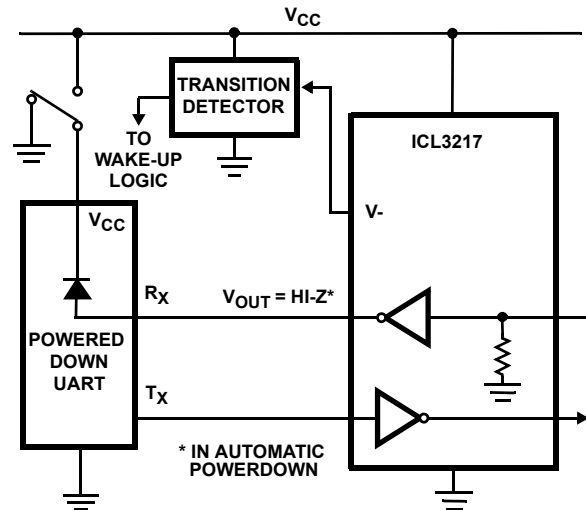 VCC
TRANSITION
DETECTOR
TO
WAKE-UP
LOGIC
ICL3217
VCC
V-
RX
VOUT = HI-Z*
POWERED
DOWN
UART
TX
* IN AUTOMATIC
POWERDOWN